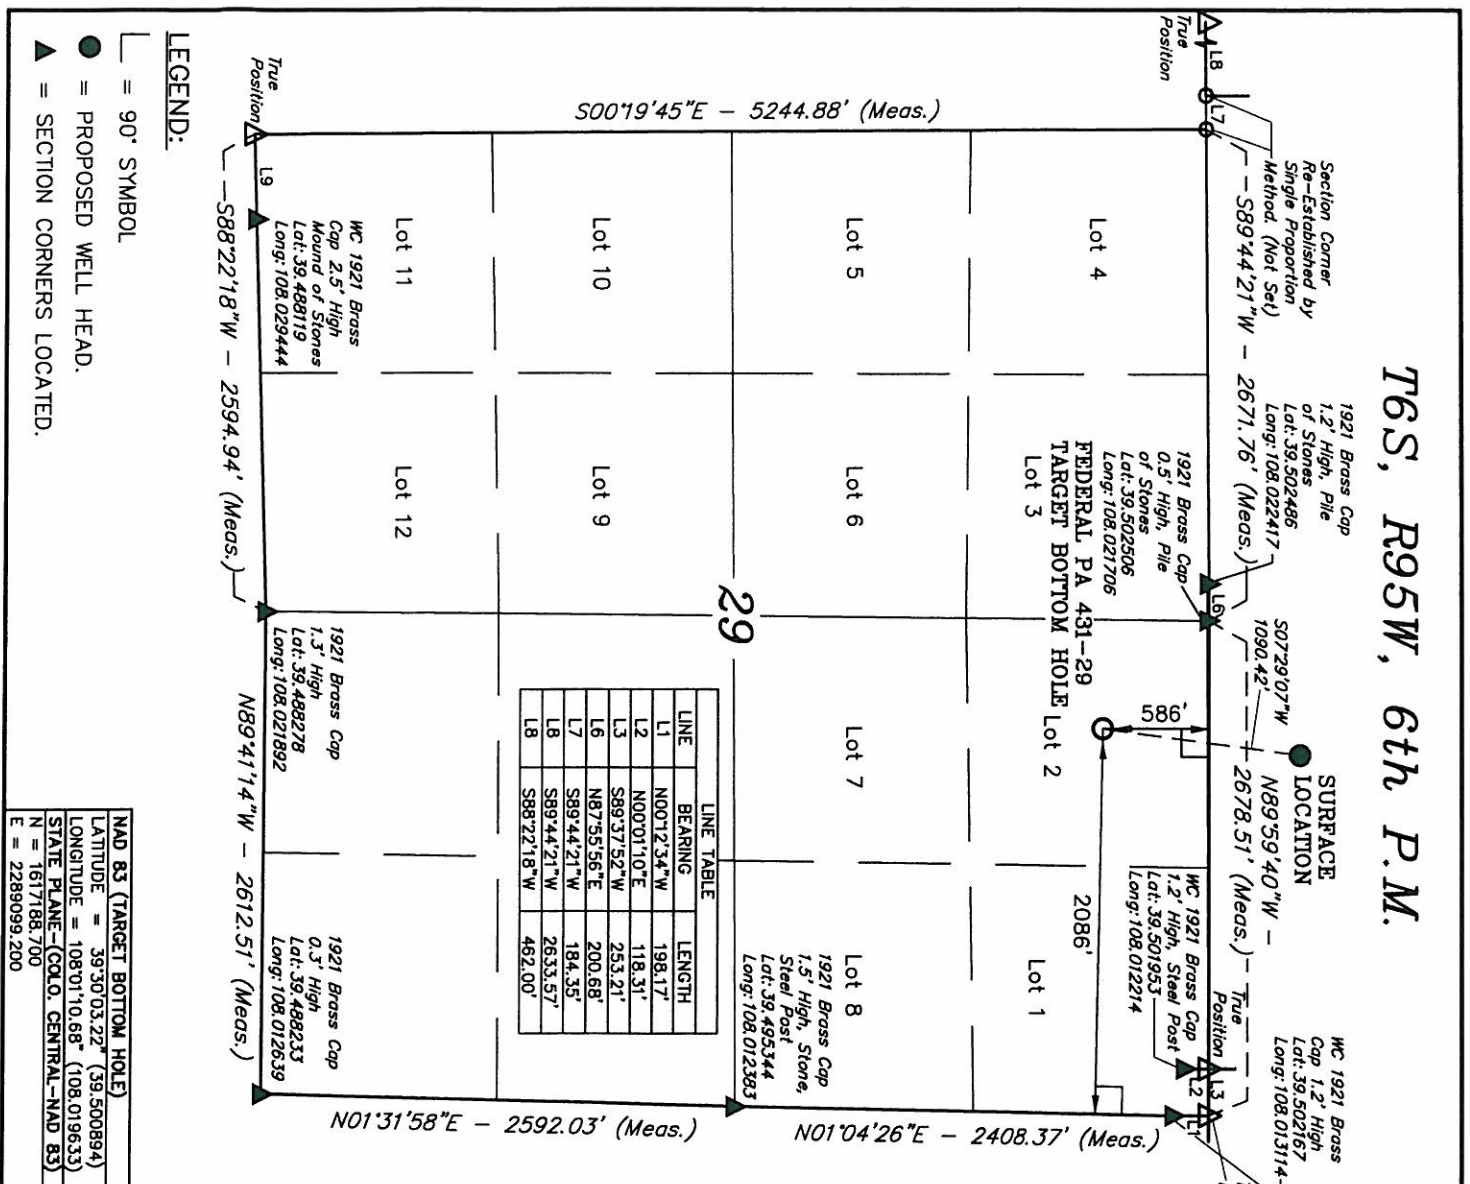 T6S, R95W, 6th P.M.
Section Corner
Re-Established by
Single Proportion
Method. (Not Set)
1921 Brass Cap
1.2' High, Pile
of Stones
Lat: 39.502486
Long: 108.022417
SURFACE
LOCATION
S07°29'07"W
1090.42'
WC 1921 Brass
Cap 1.2' High
Lat: 39.502167
Long: 108.013114
True
Position
L8
L7
S89°44'21"W - 2671.76' (Meas.)
L6
N89°59'40"W -
2678.51' (Meas.)
True
Position
L3
L2
L1
1921 Brass Cap
0.5' High, Pile
of Stones
Lat: 39.502506
Long: 108.021706
WC 1921 Brass Cap
1.2' High, Steel Post
Lat: 39.501953
Long: 108.012214
586'
2086'
FEDERAL PA 431-29
TARGET BOTTOM HOLE
Lot 4
Lot 3
Lot 2
Lot 1
S00°19'45"E - 5244.88' (Meas.)
N01°04'26"E - 2408.37' (Meas.)
Lot 5
Lot 6
Lot 7
Lot 8
1921 Brass Cap
1.5' High, Stone,
Steel Post
Lat: 39.495344
Long: 108.012383
29
LINE TABLE
LINE BEARING LENGTH
L1 N00°12'34"W 198.17'
L2 N00°01'10"E 118.31'
L3 S89°37'52"W 253.21'
L6 N87°55'56"E 200.68'
L7 S89°44'21"W 184.35'
L8 S89°44'21"W 2633.57'
L8 S88°22'18"W 462.00'
Lot 10
Lot 9
Lot 11
Lot 12
N01°31'58"E - 2592.03' (Meas.)
WC 1921 Brass
Cap 2.5' High
Mound of Stones
Lat: 39.488119
Long: 108.029444
1921 Brass Cap
1.3' High
Lat: 39.488278
Long: 108.021892
1921 Brass Cap
0.3' High
Lat: 39.488233
Long: 108.012639
True
Position
L9
S88°22'18"W - 2594.94' (Meas.)
N89°41'14"W - 2612.51' (Meas.)
LEGEND:
= 90° SYMBOL
= PROPOSED WELL HEAD.
= SECTION CORNERS LOCATED.
NAD 83 (TARGET BOTTOM HOLE)
LATITUDE = 39°30'03.22" (39.500894)
LONGITUDE = 108°01'10.68" (108.019633)
STATE PLANE-(COLO. CENTRAL-NAD 83)
N = 1617188.700
E = 2289099.200